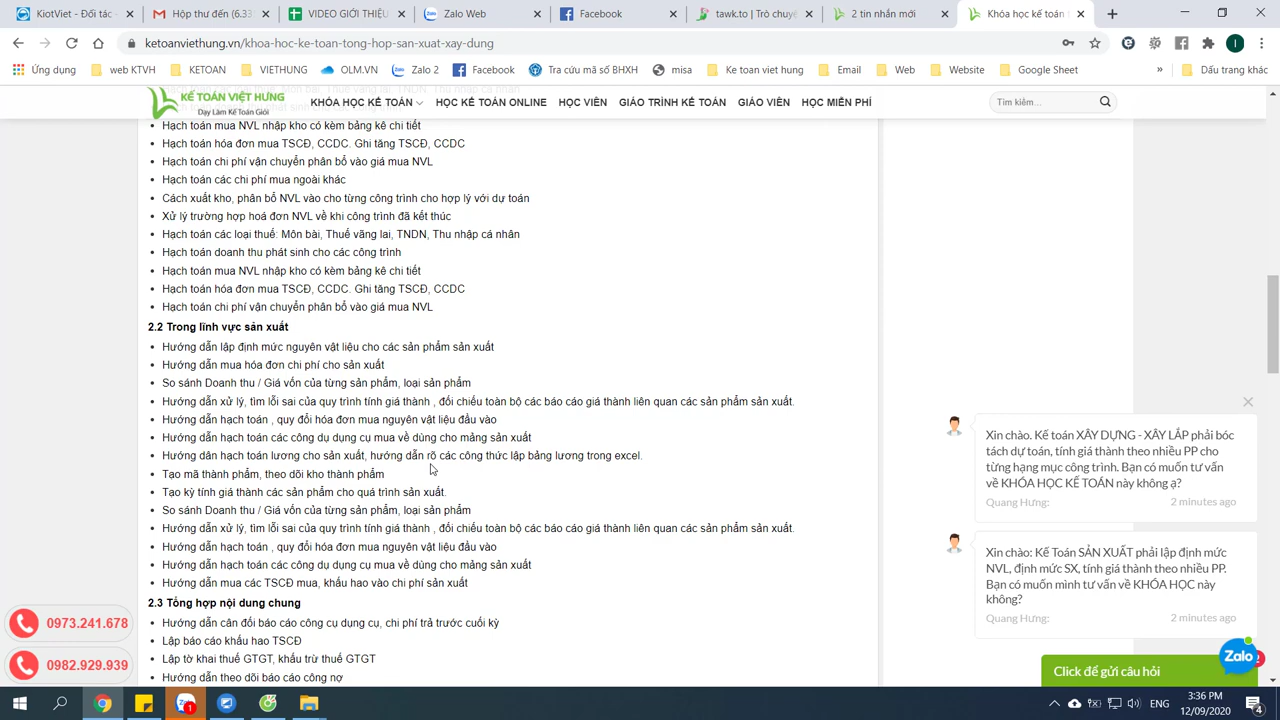 KiotViet - Đối tác -
Hộp thư đến (6.33
VIDEO GIỚI THIỆU
Zalo Web
Facebook
tawk.to | Trò chuyệ
2 tin nhắn mới
Khóa học kế toán
ketoanviethung.vn/khoa-hoc-ke-toan-tong-hop-san-xuat-xay-dung
Ứng dụng
web KTVH
KETOAN
VIETHUNG
OLM.VN
Zalo 2
Facebook
Tra cứu mã số BHXH
misa
Ke toan viet hung
Email
Web
Website
Google Sheet
»
Dấu trang khác
KẾ TOÁN VIỆT HƯNG
Dạy Làm Kế Toán Giỏi
KHÓA HỌC KẾ TOÁN
HỌC KẾ TOÁN ONLINE
HỌC VIÊN
GIÁO TRÌNH KẾ TOÁN
GIÁO VIÊN
HỌC MIỄN PHÍ
Tìm kiếm...
Hạch toán mua NVL nhập kho có kèm bảng kê chi tiết
Hạch toán hóa đơn mua TSCĐ, CCDC. Ghi tăng TSCĐ, CCDC
Hạch toán chi phí vận chuyển phân bổ vào giá mua NVL
Hạch toán các chi phí mua ngoài khác
Cách xuất kho, phân bổ NVL vào cho từng công trình cho hợp lý với dự toán
Xử lý trường hợp hoá đơn NVL về khi công trình đã kết thúc
Hạch toán các loại thuế: Môn bài, Thuế vãng lai, TNDN, Thu nhập cá nhân
Hạch toán doanh thu phát sinh cho các công trình
Hạch toán mua NVL nhập kho có kèm bảng kê chi tiết
Hạch toán hóa đơn mua TSCĐ, CCDC. Ghi tăng TSCĐ, CCDC
Hạch toán chi phí vận chuyển phân bổ vào giá mua NVL
2.2 Trong lĩnh vực sản xuất
Hướng dẫn lập định mức nguyên vật liệu cho các sản phẩm sản xuất
Hướng dẫn mua hóa đơn chi phí cho sản xuất
So sánh Doanh thu / Giá vốn của từng sản phẩm, loại sản phẩm
Hướng dẫn xử lý, tìm lỗi sai của quy trình tính giá thành , đối chiếu toàn bộ các báo cáo giá thành liên quan các sản phẩm sản xuất.
Hướng dẫn hạch toán , quy đổi hóa đơn mua nguyên vật liệu đầu vào
Hướng dẫn hạch toán các công dụ dụng cụ mua về dùng cho mảng sản xuất
Hướng dân hạch toán lương cho sản xuất, hướng dẫn rõ các công thức lập bảng lương trong excel.
Tạo mã thành phẩm, theo dõi kho thành phẩm
Tạo kỳ tính giá thành các sản phẩm cho quá trình sản xuất.
So sánh Doanh thu / Giá vốn của từng sản phẩm, loại sản phẩm
Hướng dẫn xử lý, tìm lỗi sai của quy trình tính giá thành , đối chiếu toàn bộ các báo cáo giá thành liên quan các sản phẩm sản xuất.
Hướng dẫn hạch toán , quy đổi hóa đơn mua nguyên vật liệu đầu vào
Hướng dẫn hạch toán các công dụ dụng cụ mua về dùng cho mảng sản xuất
Hướng dẫn mua các TSCĐ mua, khấu hao vào chi phí sản xuất
2.3 Tổng hợp nội dung chung
Hướng dẫn cân đối báo cáo công cụ dụng cụ, chi phí trả trước cuối kỳ
Lập báo cáo khấu hao TSCĐ
Lập tờ khai thuế GTGT, khấu trừ thuế GTGT
Hướng dẫn theo dõi báo cáo công nợ
0973.241.678
0982.929.939
Xin chào. Kế toán XÂY DỰNG - XÂY LẮP phải bóc
tách dự toán, tính giá thành theo nhiều PP cho
từng hạng mục công trình. Bạn có muốn tư vấn
về KHÓA HỌC KẾ TOÁN này không ạ?
Quang Hưng:
2 minutes ago
Xin chào: Kế Toán SẢN XUẤT phải lập định mức
NVL, định mức SX, tính giá thành theo nhiều PP.
Bạn có muốn mình tư vấn về KHÓA HỌC này
không?
Quang Hưng:
2 minutes ago
Click để gửi câu hỏi
Zalo
2
1
ENG
3:36 PM
12/09/2020
4